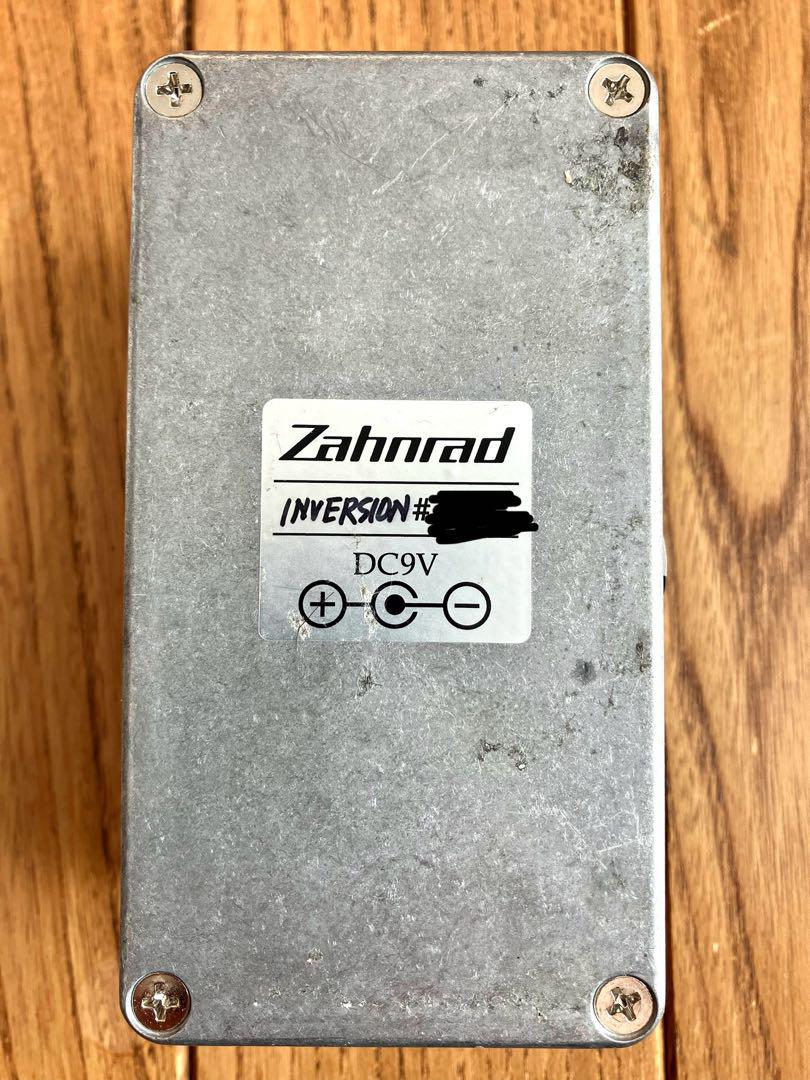 Zahnrad
INVERSION #
DC9V
+ -